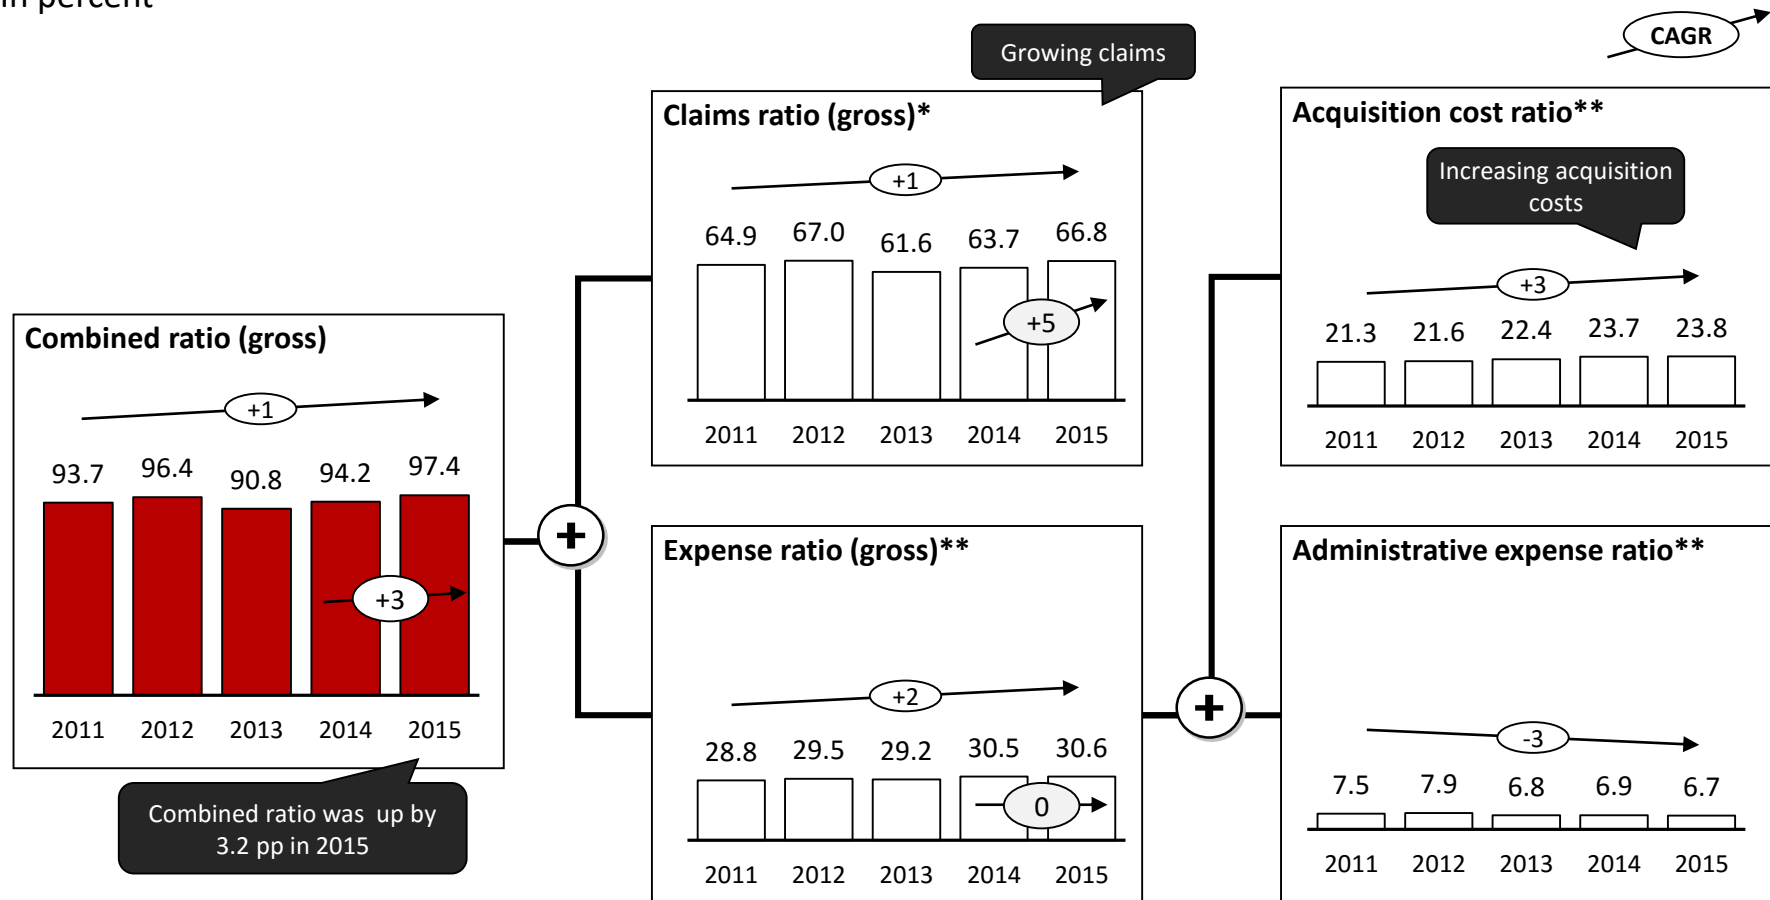 in percent
CAGR
Growing claims
Claims ratio (gross)*
+1
64.9 67.0 61.6 63.7 66.8
+5
2011 2012 2013 2014 2015
Acquisition cost ratio**
Increasing acquisition
costs
+3
21.3 21.6 22.4 23.7 23.8
2011 2012 2013 2014 2015
Combined ratio (gross)
+1
93.7 96.4 90.8 94.2 97.4
+3
2011 2012 2013 2014 2015
Combined ratio was up by
3.2 pp in 2015
+
Expense ratio (gross)**
+2
28.8 29.5 29.2 30.5 30.6
0
2011 2012 2013 2014 2015
+
Administrative expense ratio**
-3
7.5 7.9 6.8 6.9 6.7
2011 2012 2013 2014 2015